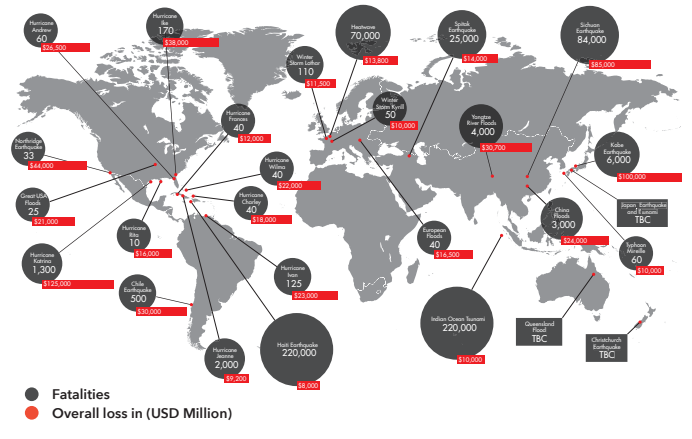 Hurricane
Andrew
60
$26,500
Hurricane
Ike
170
$38,000
Heatwave
70,000
$13,800
Spitak
Earthquake
25,000
$14,000
Sichuan
Earthquake
84,000
$85,000
Winter
Storm Lothar
110
$11,500
Winter
Storm Kyrill
50
$10,000
Hurricane
Frances
40
$12,000
Yangtze
River Floods
4,000
$30,700
Northridge
Earthquake
33
$44,000
Kobe
Earthquake
6,000
$100,000
Hurricane
Wilma
40
$22,000
Great USA
Floods
25
$21,000
Hurricane
Charley
40
$18,000
Japan Earthquake
and Tsunami
TBC
China
Floods
3,000
$24,000
Hurricane
Rita
10
$16,000
European
Floods
40
$16,500
Typhoon
Mireille
60
$10,000
Hurricane
Katrina
1,300
$125,000
Hurricane
Ivan
125
$23,000
Chile
Earthquake
500
$30,000
Indian Ocean Tsunami
220,000
$10,000
Queensland
Flood
TBC
Christchurch
Earthquake
TBC
Hurricane
Jeanne
2,000
$9,200
Haiti Earthquake
220,000
$8,000
Fatalities
Overall loss in (USD Million)